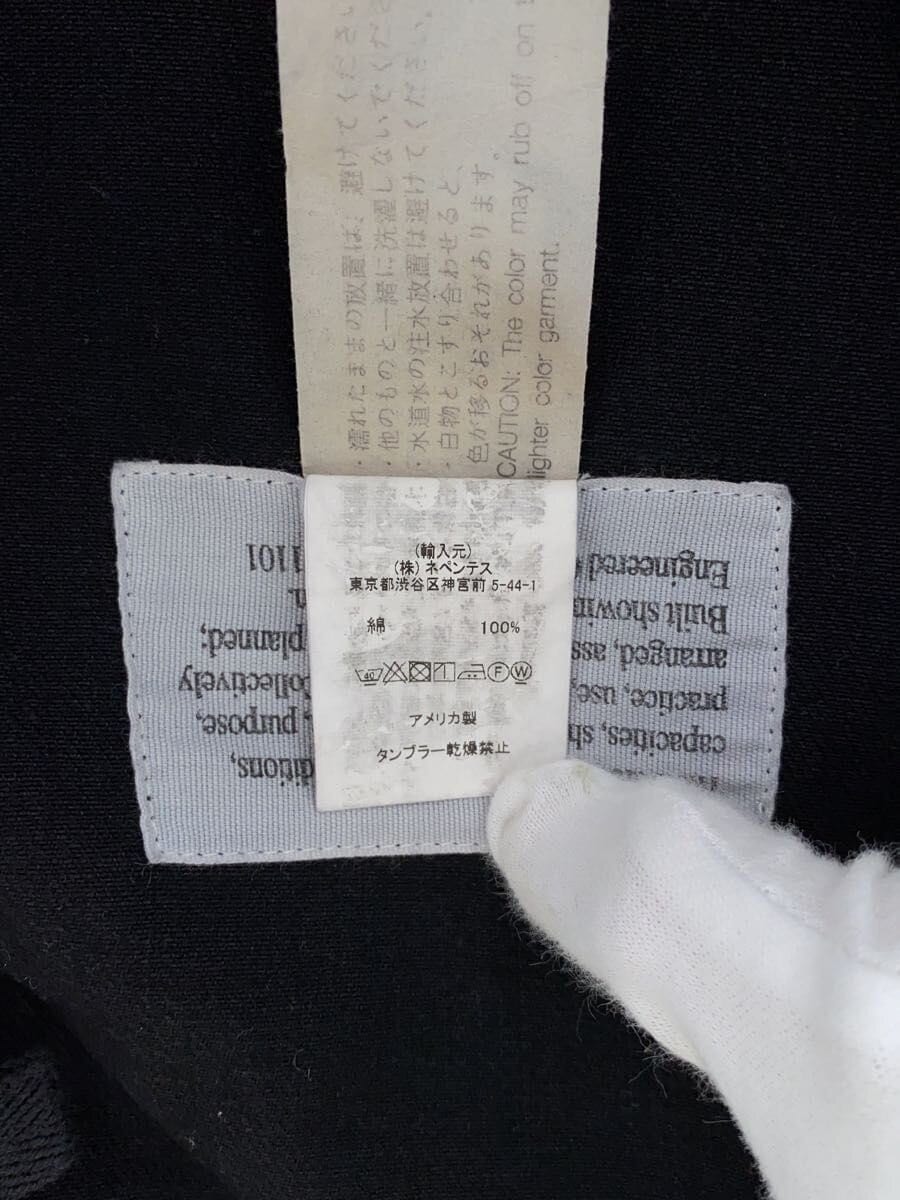 ・濡れたままの放置は、避けてくださ
・他のものと一緒に洗濯しないでくだ
・水道水の注水放置は避けてください。
・白物とこすり合わせると、
色が移るおそれがあります。
CAUTION: The color may rub off on
lighter color garment.
(輸入元)
(株) ネペンテス
東京都渋谷区神宮前 5-44-1
綿 100%
40 F W
アメリカ製
タンブラー乾燥禁止
Engineered
1101
Built showin
arranged, ass
planned;
practice, use,
collectively
capacities, sh
purpose,
ditions,